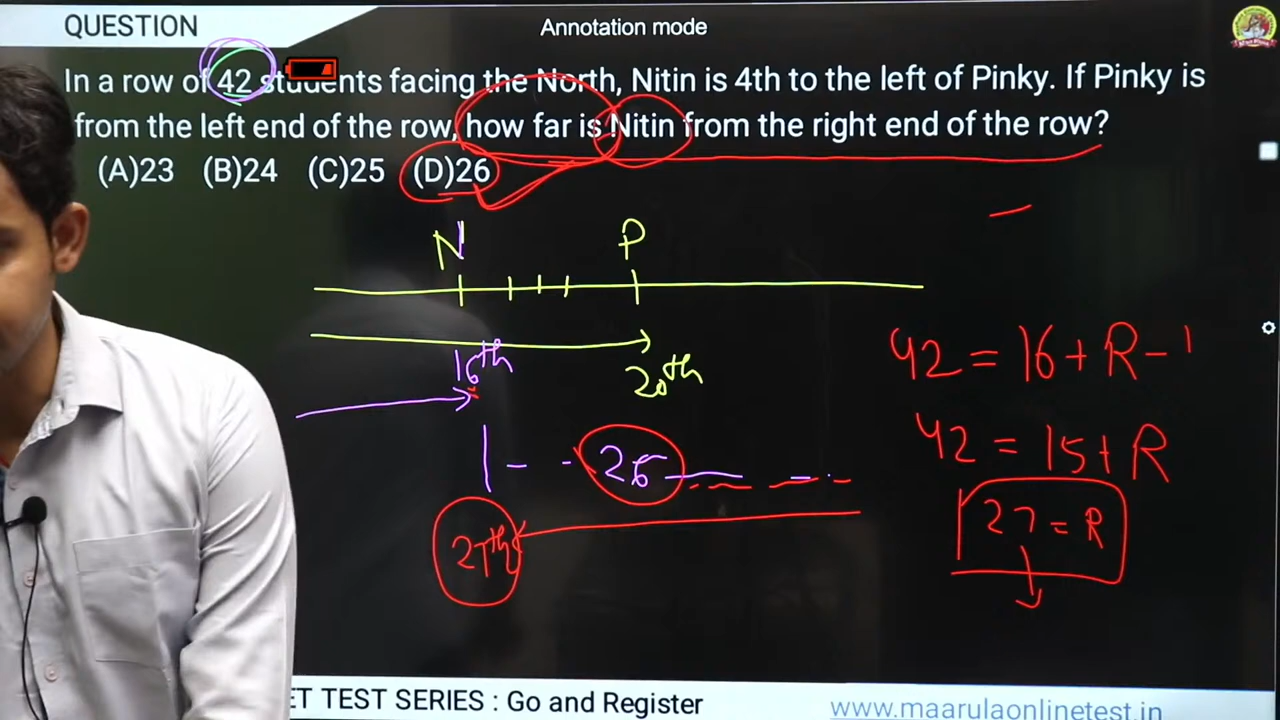 QUESTION
Annotation mode
In a row of 42 students facing the North, Nitin is 4th to the left of Pinky. If Pinky is
from the left end of the row, how far is Nitin from the right end of the row?
(A)23 (B)24 (C)25 (D)26
N P
16th
20th
26
27th
42 = 16 + R - 1
42 = 15 + R
27 = R
ET TEST SERIES : Go and Register
www.maarulaonlinetest.in